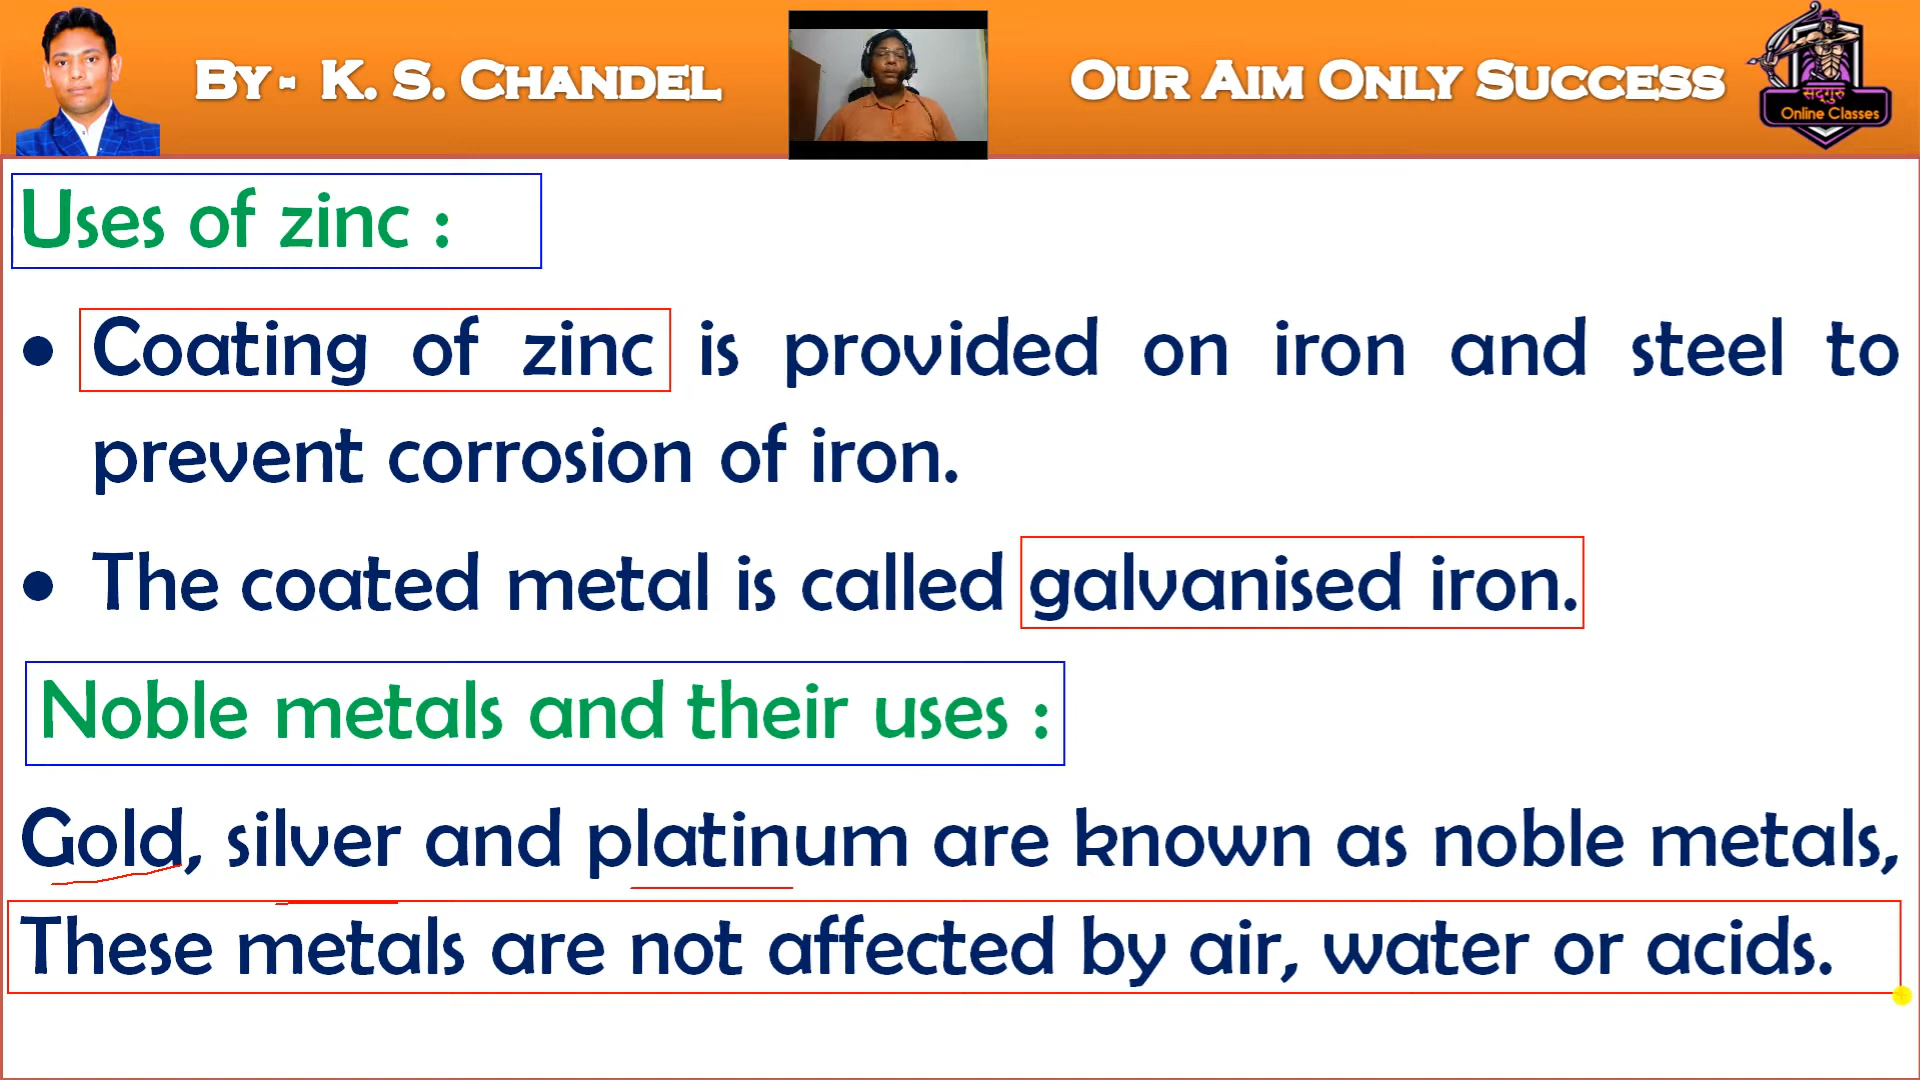 By - K. S. Chandel
Our Aim Only Success
सद्गुरु
Online Classes
Uses of zinc :
• Coating of zinc is provided on iron and steel to
prevent corrosion of iron.
• The coated metal is called galvanised iron.
Noble metals and their uses :
Gold, silver and platinum are known as noble metals,
These metals are not affected by air, water or acids.